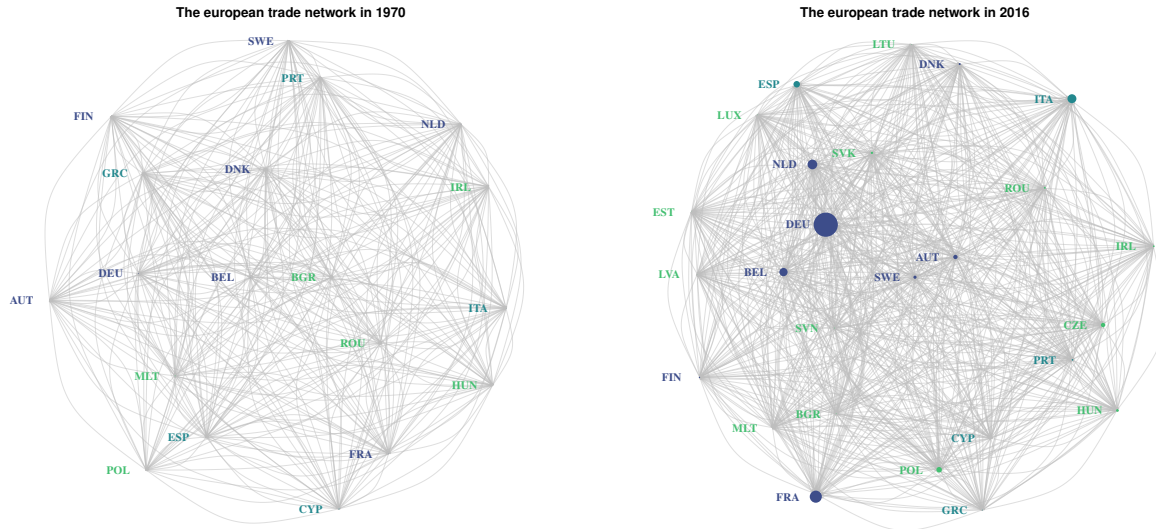 The european trade network in 1970
SWE
PRT
FIN
NLD
GRC
DNK
IRL
DEU
BEL
BGR
AUT
ITA
ROU
MLT
HUN
ESP
FRA
POL
CYP
The european trade network in 2016
LTU
DNK
ESP
ITA
LUX
SVK
NLD
ROU
EST
DEU
IRL
AUT
LVA
BEL
SWE
SVN
CZE
PRT
FIN
HUN
BGR
MLT
CYP
POL
FRA
GRC